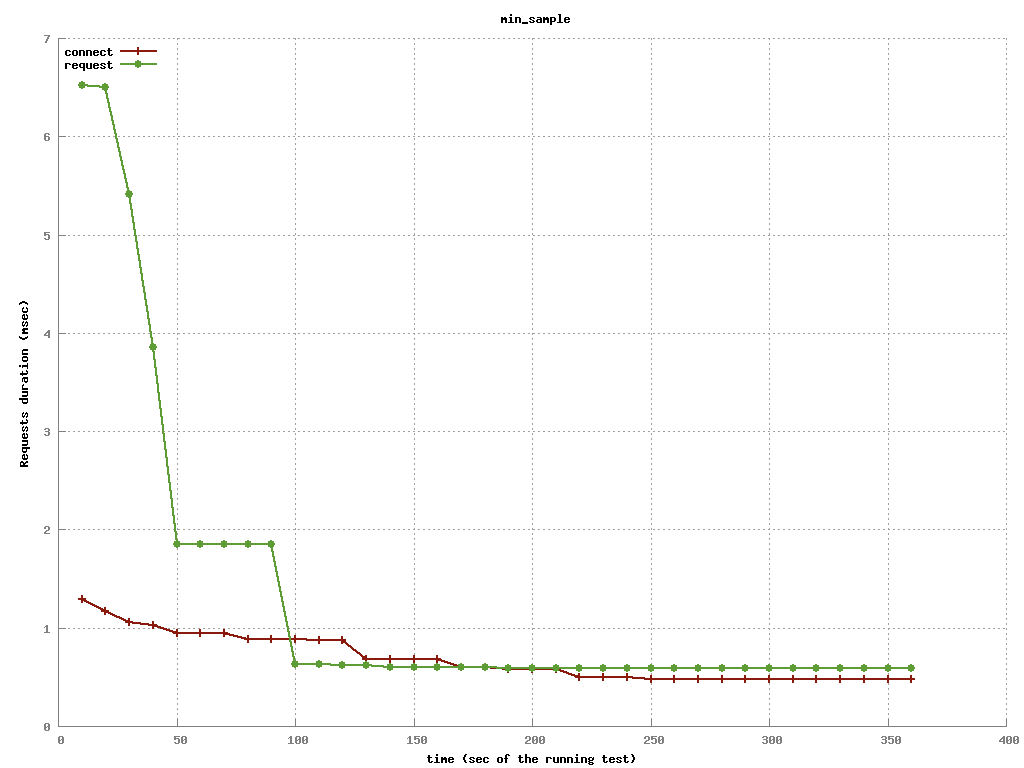 min_sample
connect
request
7
6
5
4
3
2
1
0
Requests duration (msec)
0 50 100 150 200 250 300 350 400
time (sec of the running test)